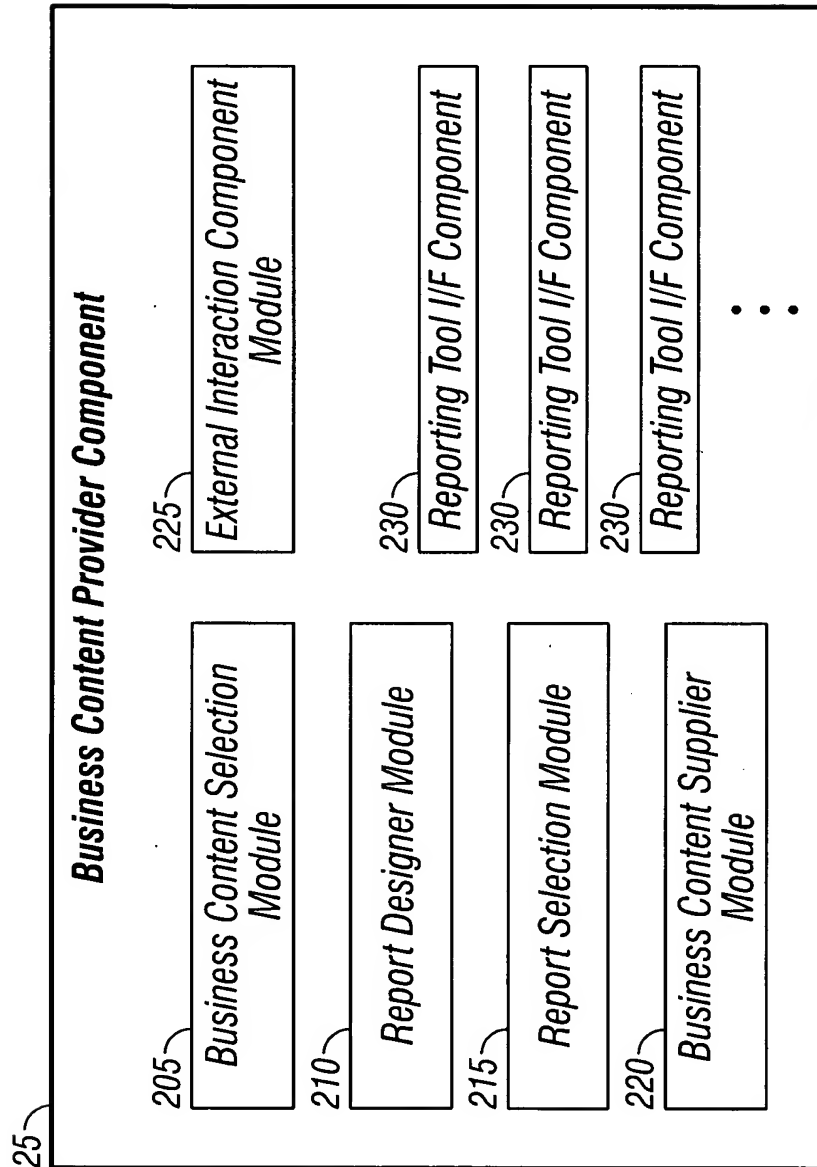 25
Business Content Provider Component
205
Business Content Selection
Module
210
Report Designer Module
215
Report Selection Module
220
Business Content Supplier
Module
225
External Interaction Component
Module
230
Reporting Tool I/F Component
230
Reporting Tool I/F Component
230
Reporting Tool I/F Component